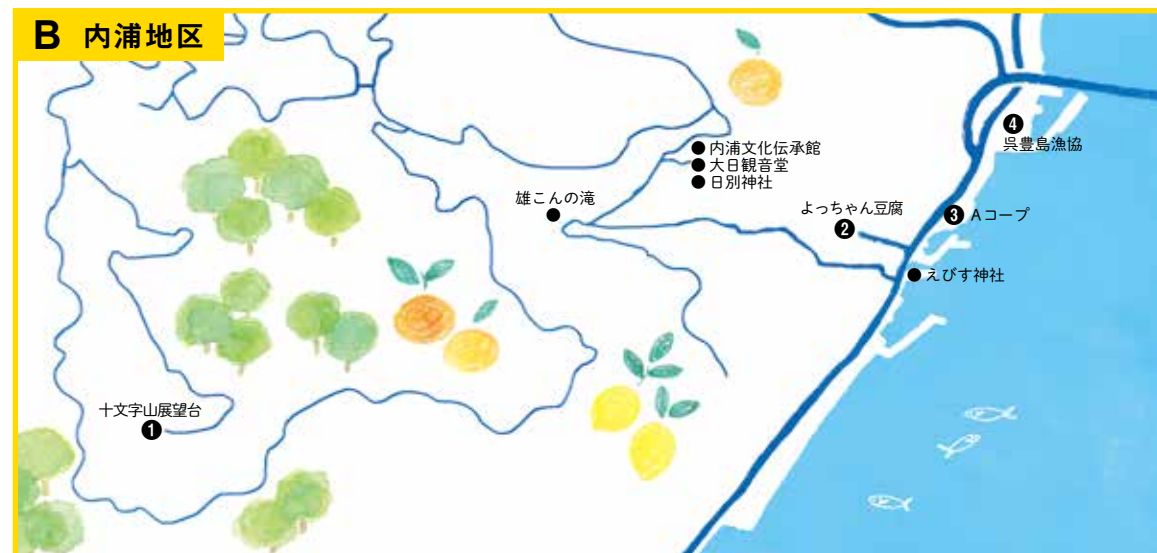 B 内浦地区
④
呉豊島漁協
内浦文化伝承館
大日観音堂
日別神社
雄こんの滝
よっちゃん豆腐
②
③ Aコープ
えびす神社
十文字山展望台
①